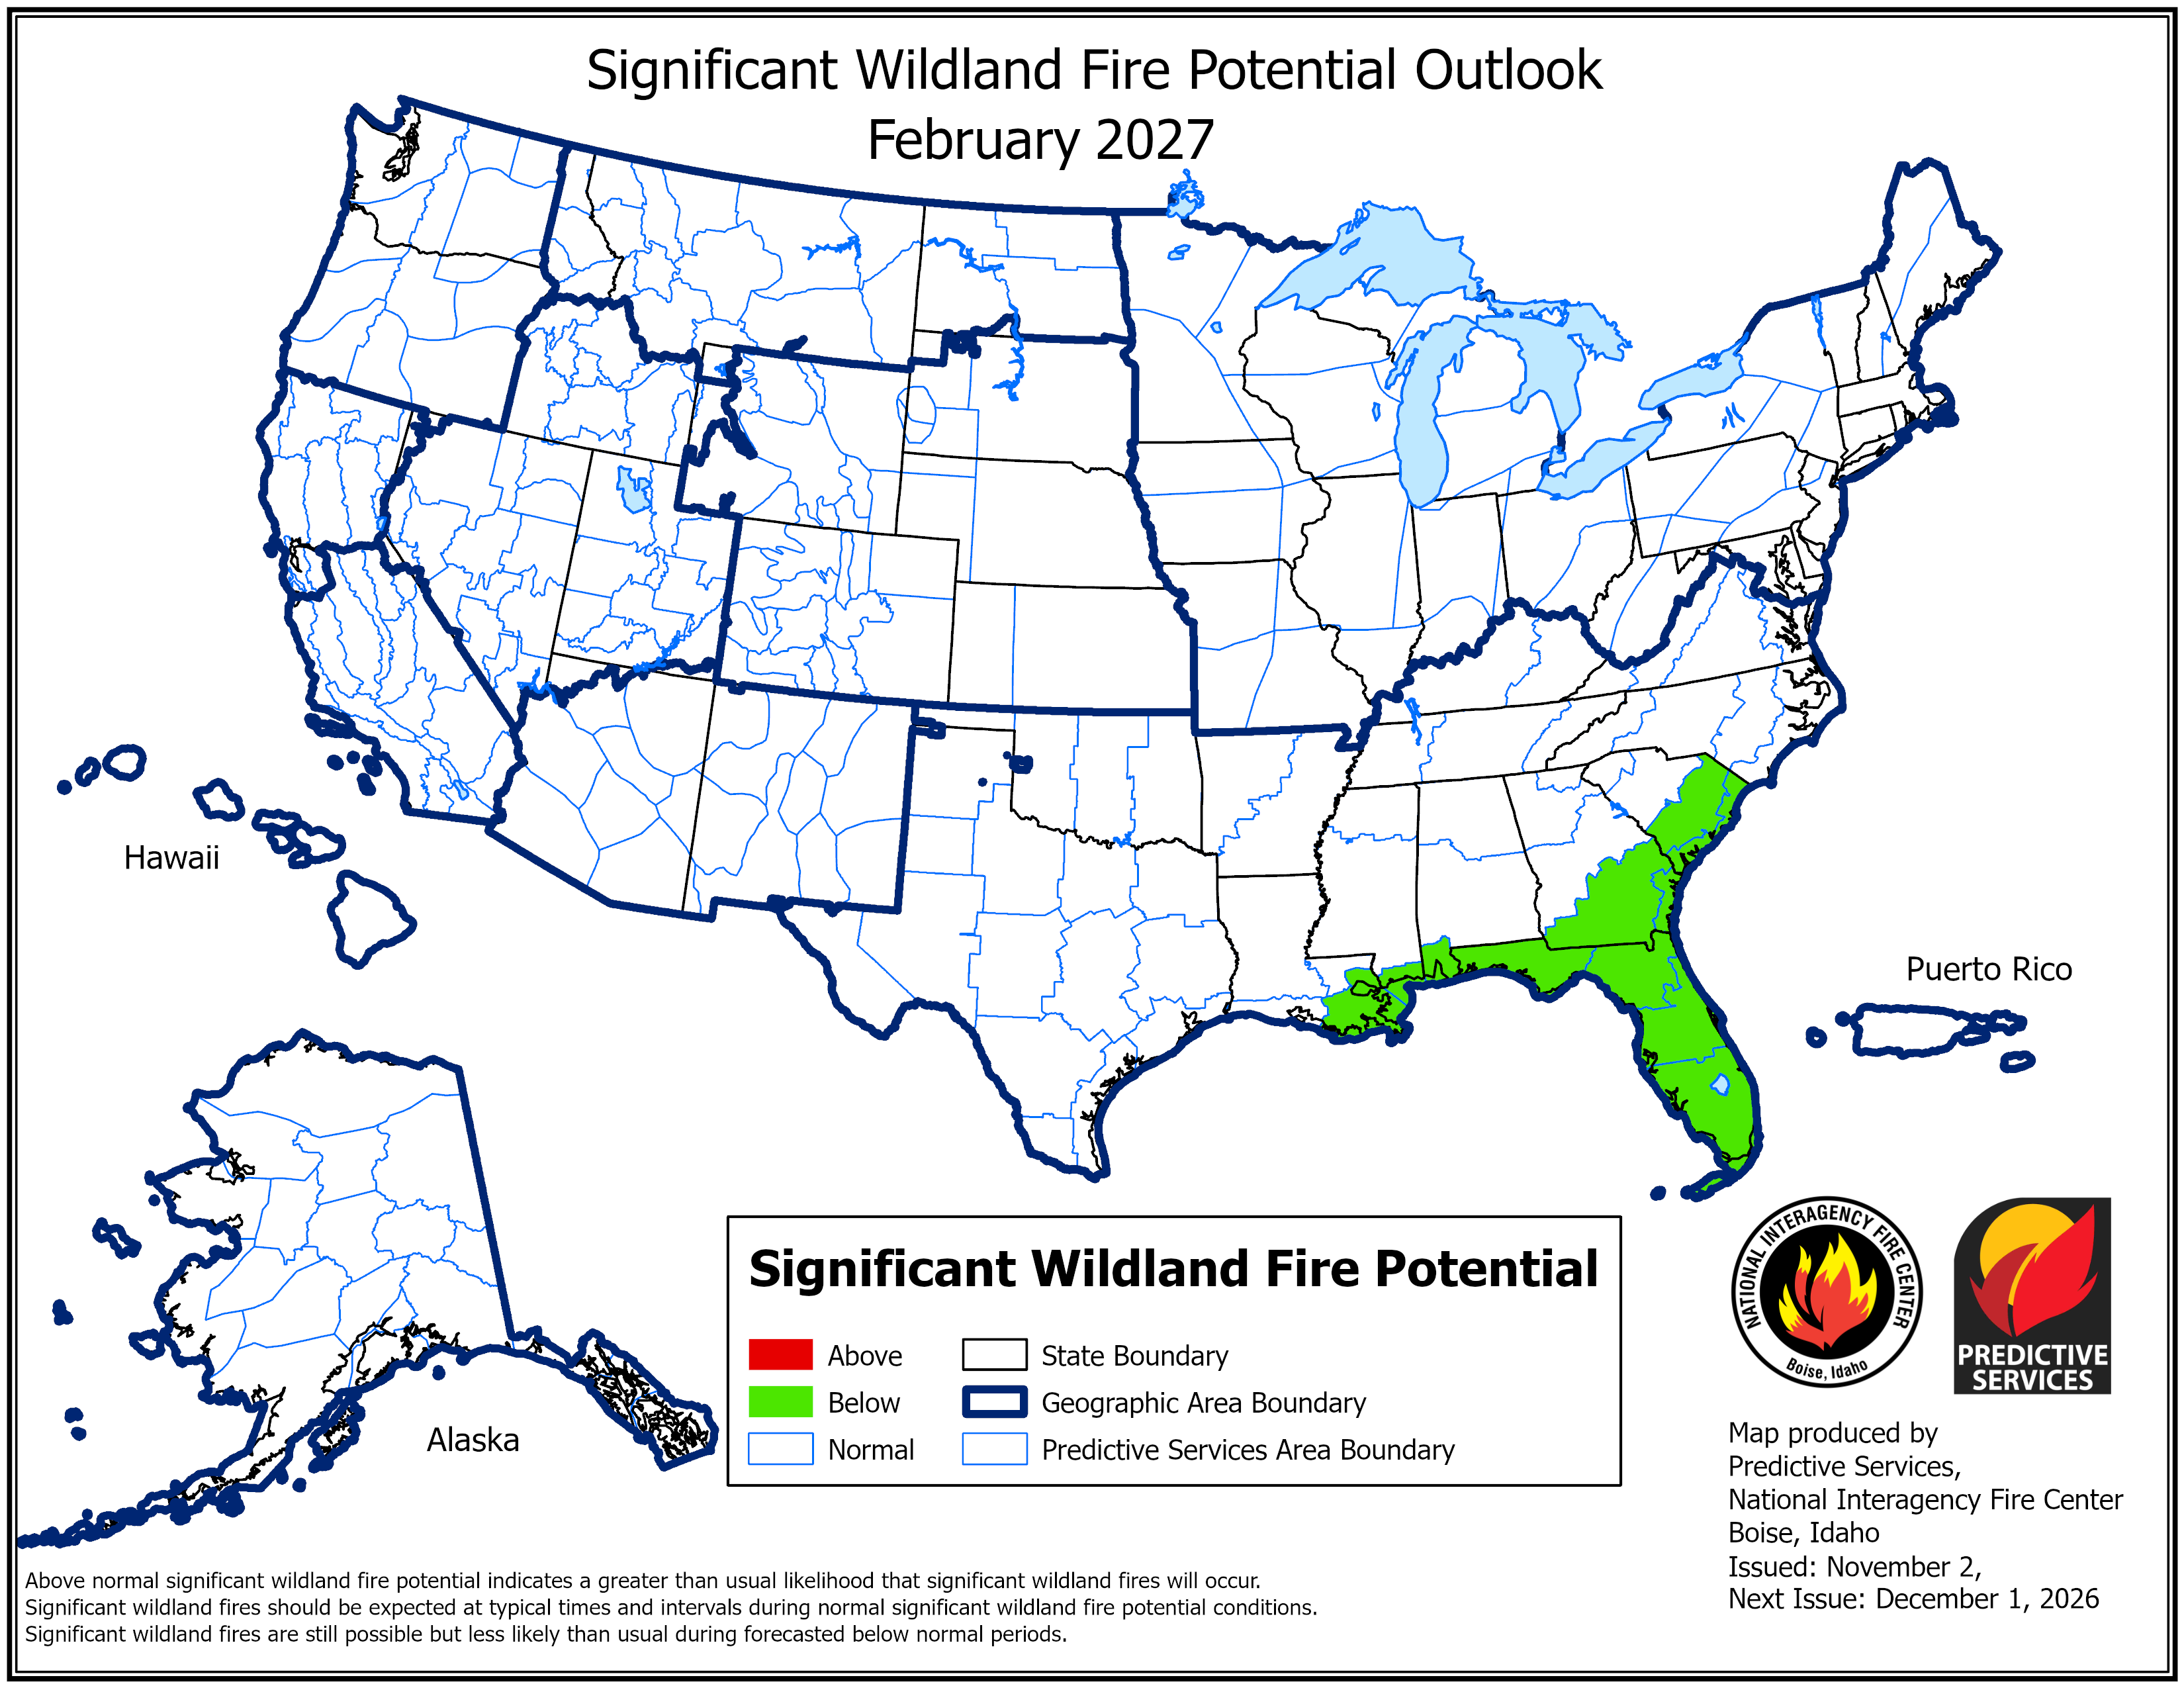 Significant Wildland Fire Potential Outlook
February 2027
Hawaii
Puerto Rico
Alaska
Significant Wildland Fire Potential
Above
State Boundary
Below
Geographic Area Boundary
Normal
Predictive Services Area Boundary
NATIONAL INTERAGENCY FIRE CENTER
Boise, Idaho
PREDICTIVE
SERVICES
Map produced by
Predictive Services,
National Interagency Fire Center
Boise, Idaho
Issued: November 2,
Next Issue: December 1, 2026
Above normal significant wildland fire potential indicates a greater than usual likelihood that significant wildland fires will occur.
Significant wildland fires should be expected at typical times and intervals during normal significant wildland fire potential conditions.
Significant wildland fires are still possible but less likely than usual during forecasted below normal periods.